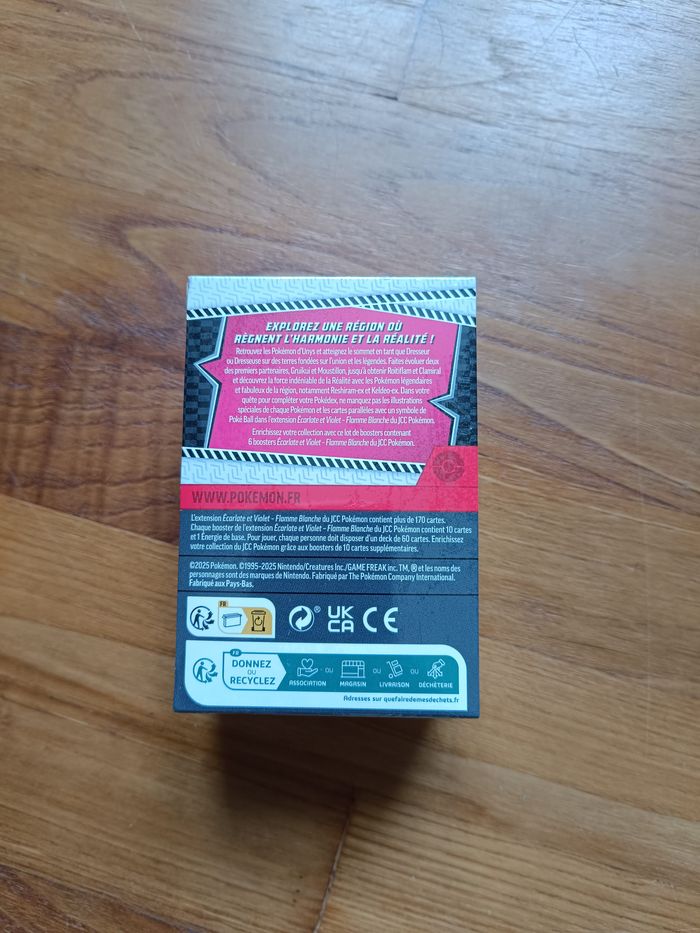 EXPLOREZ UNE RÉGION OÙ
RÈGNENT L'HARMONIE ET LA RÉALITÉ !
Retrouvez les Pokémon d'Unys et atteignez le sommet en tant que Dresseur
ou Dresseuse sur des terres fondées sur l'union et les légendes. Faites évoluer deux
des premiers partenaires, Gruikui et Moustillon, jusqu'à obtenir Roitiflam et Clamiral
et découvrez la force indéniable de la Réalité avec les Pokémon légendaires
et fabuleux de la région, notamment Reshiram-ex et Keldeo-ex. Dans votre
quête pour compléter votre Pokédex, ne manquez pas les illustrations
spéciales de chaque Pokémon et les cartes parallèles avec un symbole de
Poké Ball dans l'extension Écarlate et Violet – Flamme Blanche du JCC Pokémon.
Enrichissez votre collection avec ce lot de boosters contenant
6 boosters Écarlate et Violet – Flamme Blanche du JCC Pokémon.
WWW.POKEMON.FR
L'extension Écarlate et Violet – Flamme Blanche du JCC Pokémon contient plus de 170 cartes.
Chaque booster de l'extension Écarlate et Violet – Flamme Blanche du JCC Pokémon contient 10 cartes
et 1 Énergie de base. Pour jouer, chaque personne doit disposer d'un deck de 60 cartes. Enrichissez
votre collection du JCC Pokémon grâce aux boosters de 10 cartes supplémentaires.
©2025 Pokémon. ©1995-2025 Nintendo/Creatures Inc./GAME FREAK inc. TM, ® et les noms des
personnages sont des marques de Nintendo. Fabriqué par The Pokémon Company International.
Fabriqué aux Pays-Bas.
FR
® UK CA CE
FR
DONNEZ
OU
RECYCLEZ
ASSOCIATION OU MAGASIN OU LIVRAISON OU DÉCHÈTERIE
Adresses sur quefairedemesdechets.fr